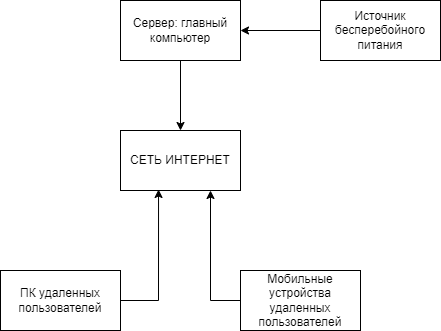 Сервер: главный
компьютер
Источник
бесперебойного
питания
СЕТЬ ИНТЕРНЕТ
ПК удаленных
пользователей
Мобильные
устройства
удаленных
пользователей